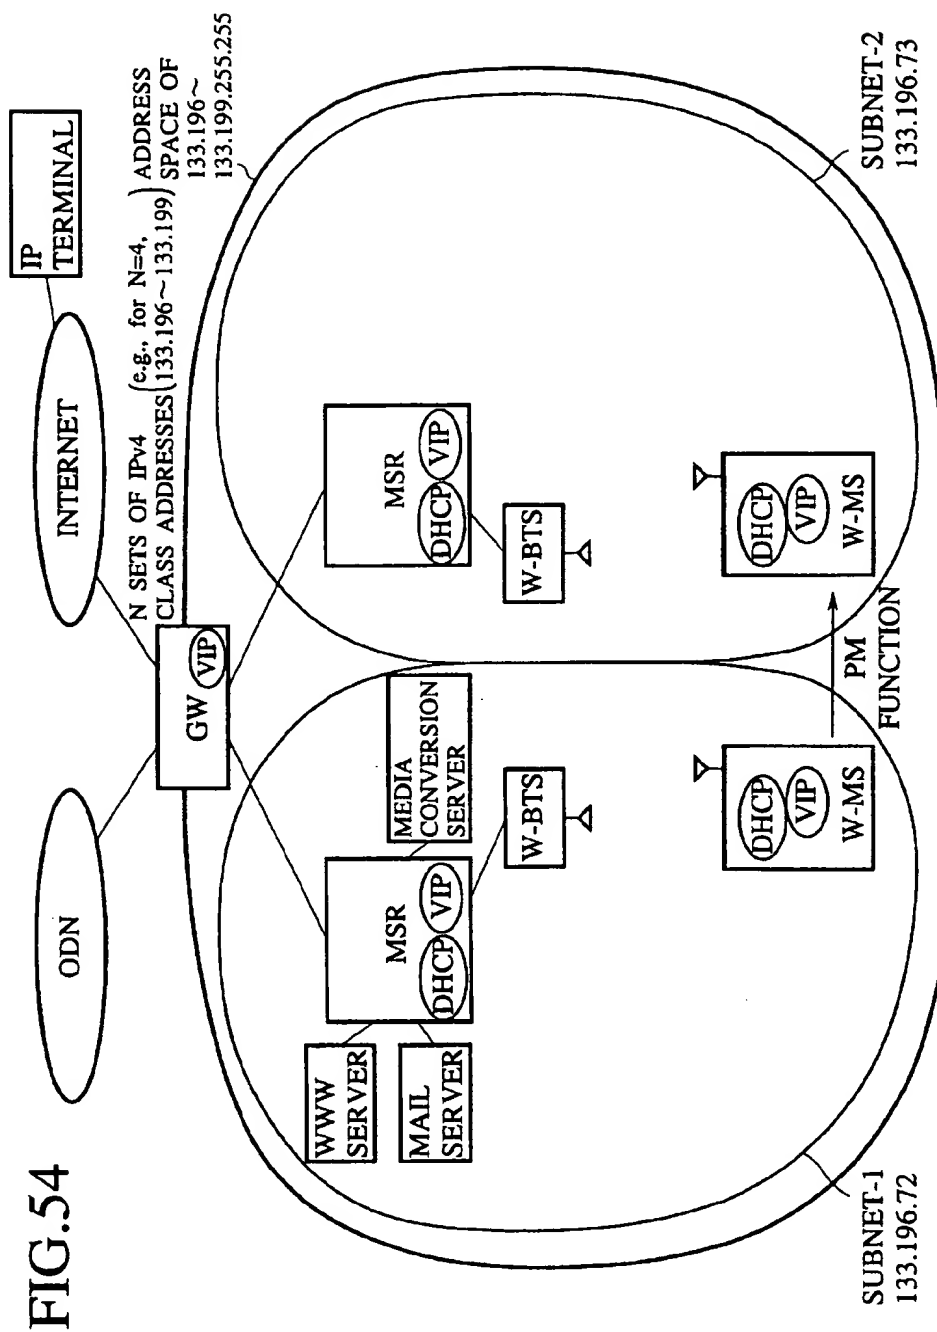 FIG.54
ODN
INTERNET
IP
TERMINAL
N SETS OF IPv4
CLASS ADDRESSES
(e.g., for N=4,
133.196~133.199)
ADDRESS
SPACE OF
133.196~
133.199.255.255
GW
VIP
WWW
SERVER
MAIL
SERVER
MSR
DHCP
VIP
MEDIA
CONVERSION
SERVER
W-BTS
MSR
DHCP
VIP
W-BTS
DHCP
VIP
W-MS
PM
FUNCTION
DHCP
VIP
W-MS
SUBNET-1
133.196.72
SUBNET-2
133.196.73